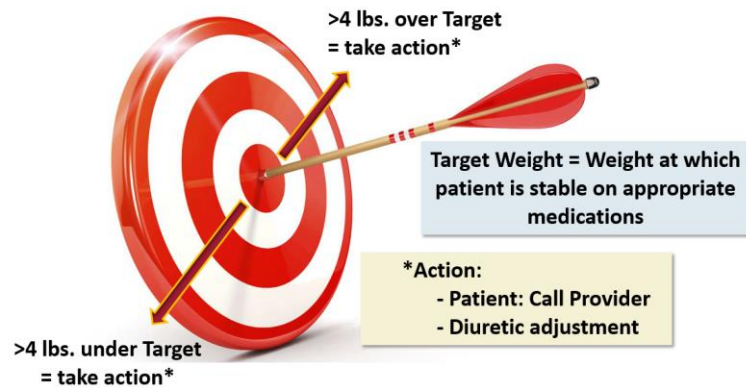 >4 lbs. over Target
= take action*
Target Weight = Weight at which
patient is stable on appropriate
medications
*Action:
- Patient: Call Provider
- Diuretic adjustment
>4 lbs. under Target
= take action*